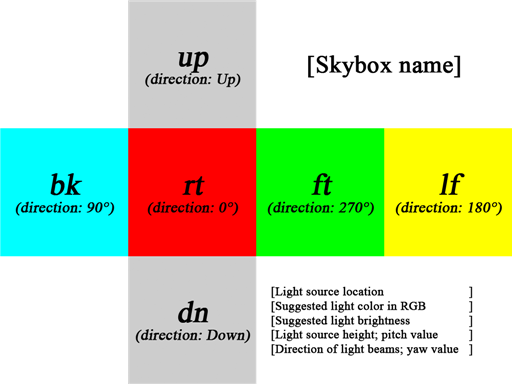 up
(direction: Up)
[Skybox name]
bk
(direction: 90°)
rt
(direction: 0°)
ft
(direction: 270°)
lf
(direction: 180°)
dn
(direction: Down)
[Light source location ]
[Suggested light color in RGB ]
[Suggested light brightness ]
[Light source height; pitch value ]
[Direction of light beams; yaw value ]